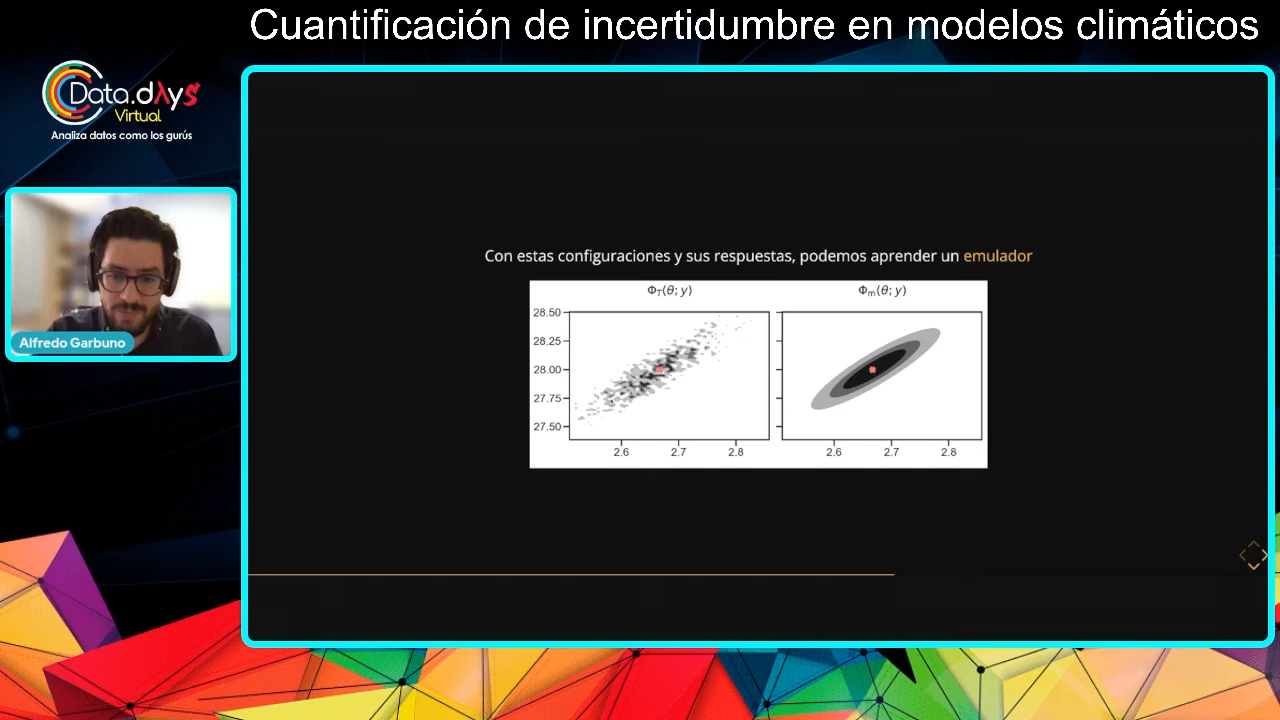 Cuantificación de incertidumbre en modelos climáticos
Data.dAys
Virtual
Analiza datos como los gurús
Alfredo Garbuno
Con estas configuraciones y sus respuestas, podemos aprender un emulador
Φ_T(θ; y)
Φ_m(θ; y)
28.50
28.25
28.00
27.75
27.50
2.6 2.7 2.8
2.6 2.7 2.8